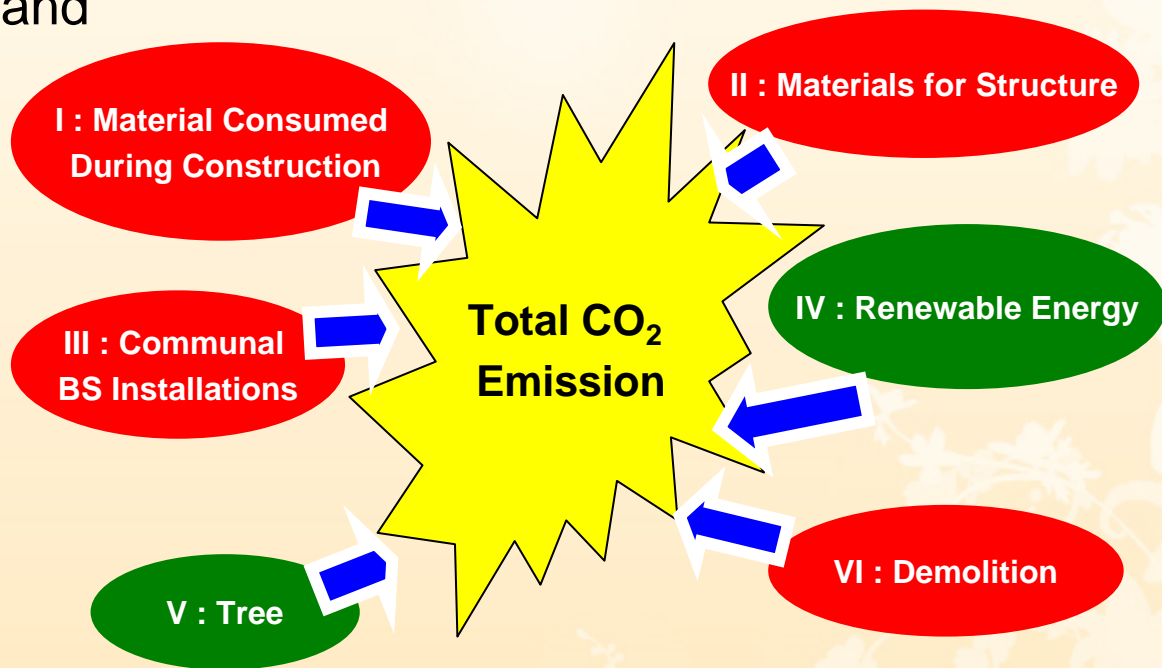 and
I : Material Consumed
During Construction
II : Materials for Structure
III : Communal
BS Installations
Total CO₂
Emission
IV : Renewable Energy
V : Tree
VI : Demolition